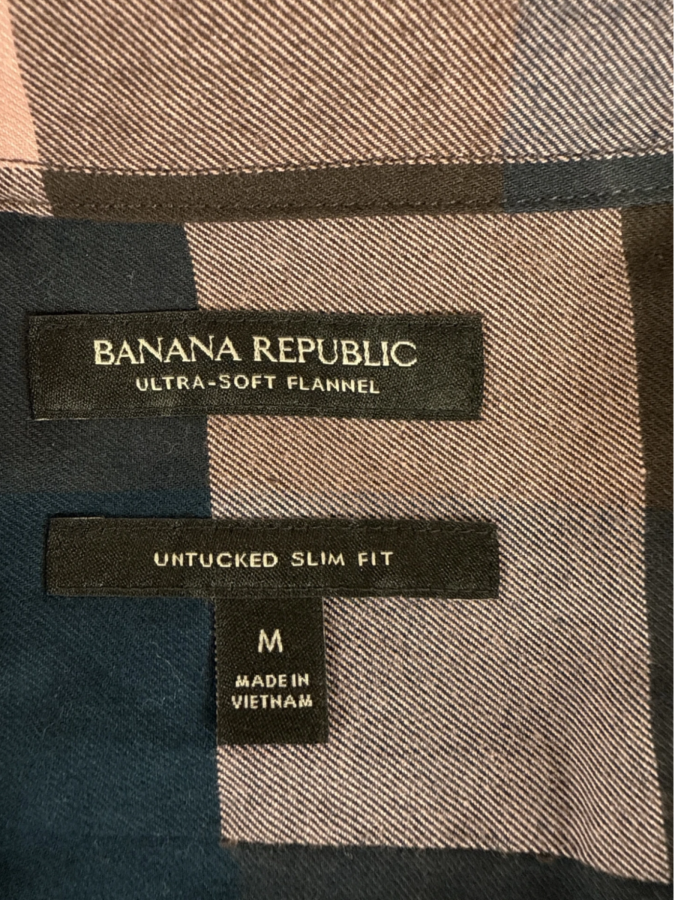 BANANA REPUBLIC
ULTRA-SOFT FLANNEL
UNTUCKED SLIM FIT
M
MADE IN
VIETNAM